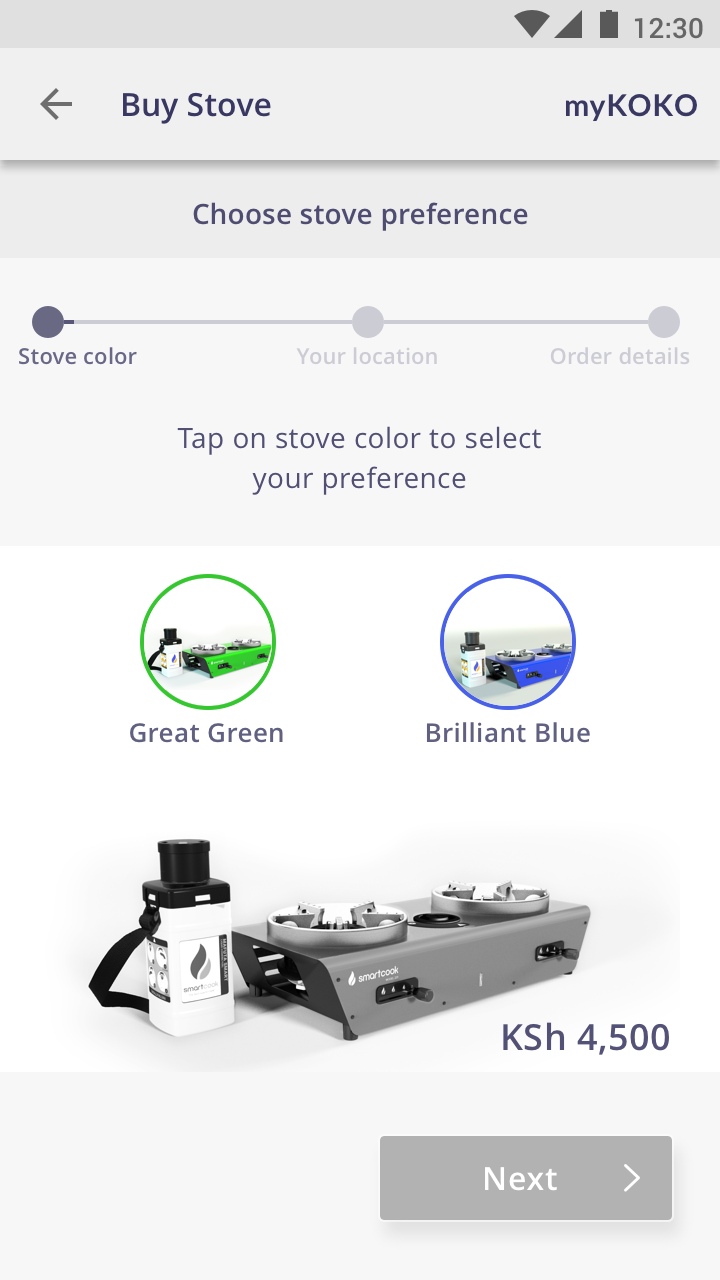 12:30
Buy Stove
myKOKO
Choose stove preference
Stove color
Your location
Order details
Tap on stove color to select
your preference
Great Green
Brilliant Blue
smartcook
smartcook
KSh 4,500
Next